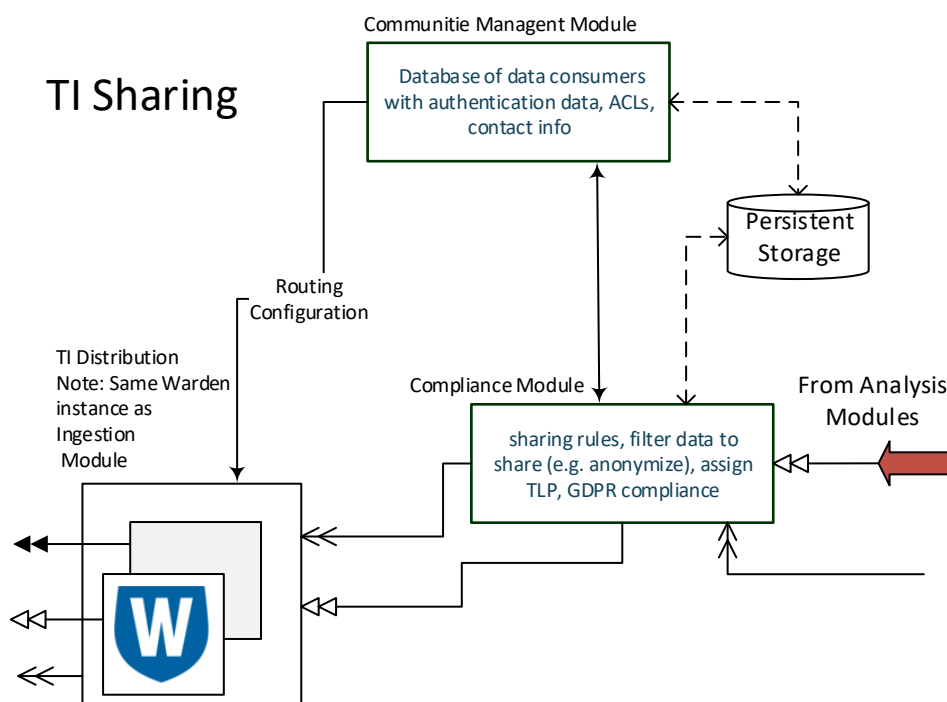 Communitie Managent Module
TI Sharing
Database of data consumers
with authentication data, ACLs,
contact info
Persistent
Storage
Routing
Configuration
TI Distribution
Note: Same Warden
instance as
Ingestion
Module
Compliance Module
From Analysis
Modules
sharing rules, filter data to
share (e.g. anonymize), assign
TLP, GDPR compliance
W